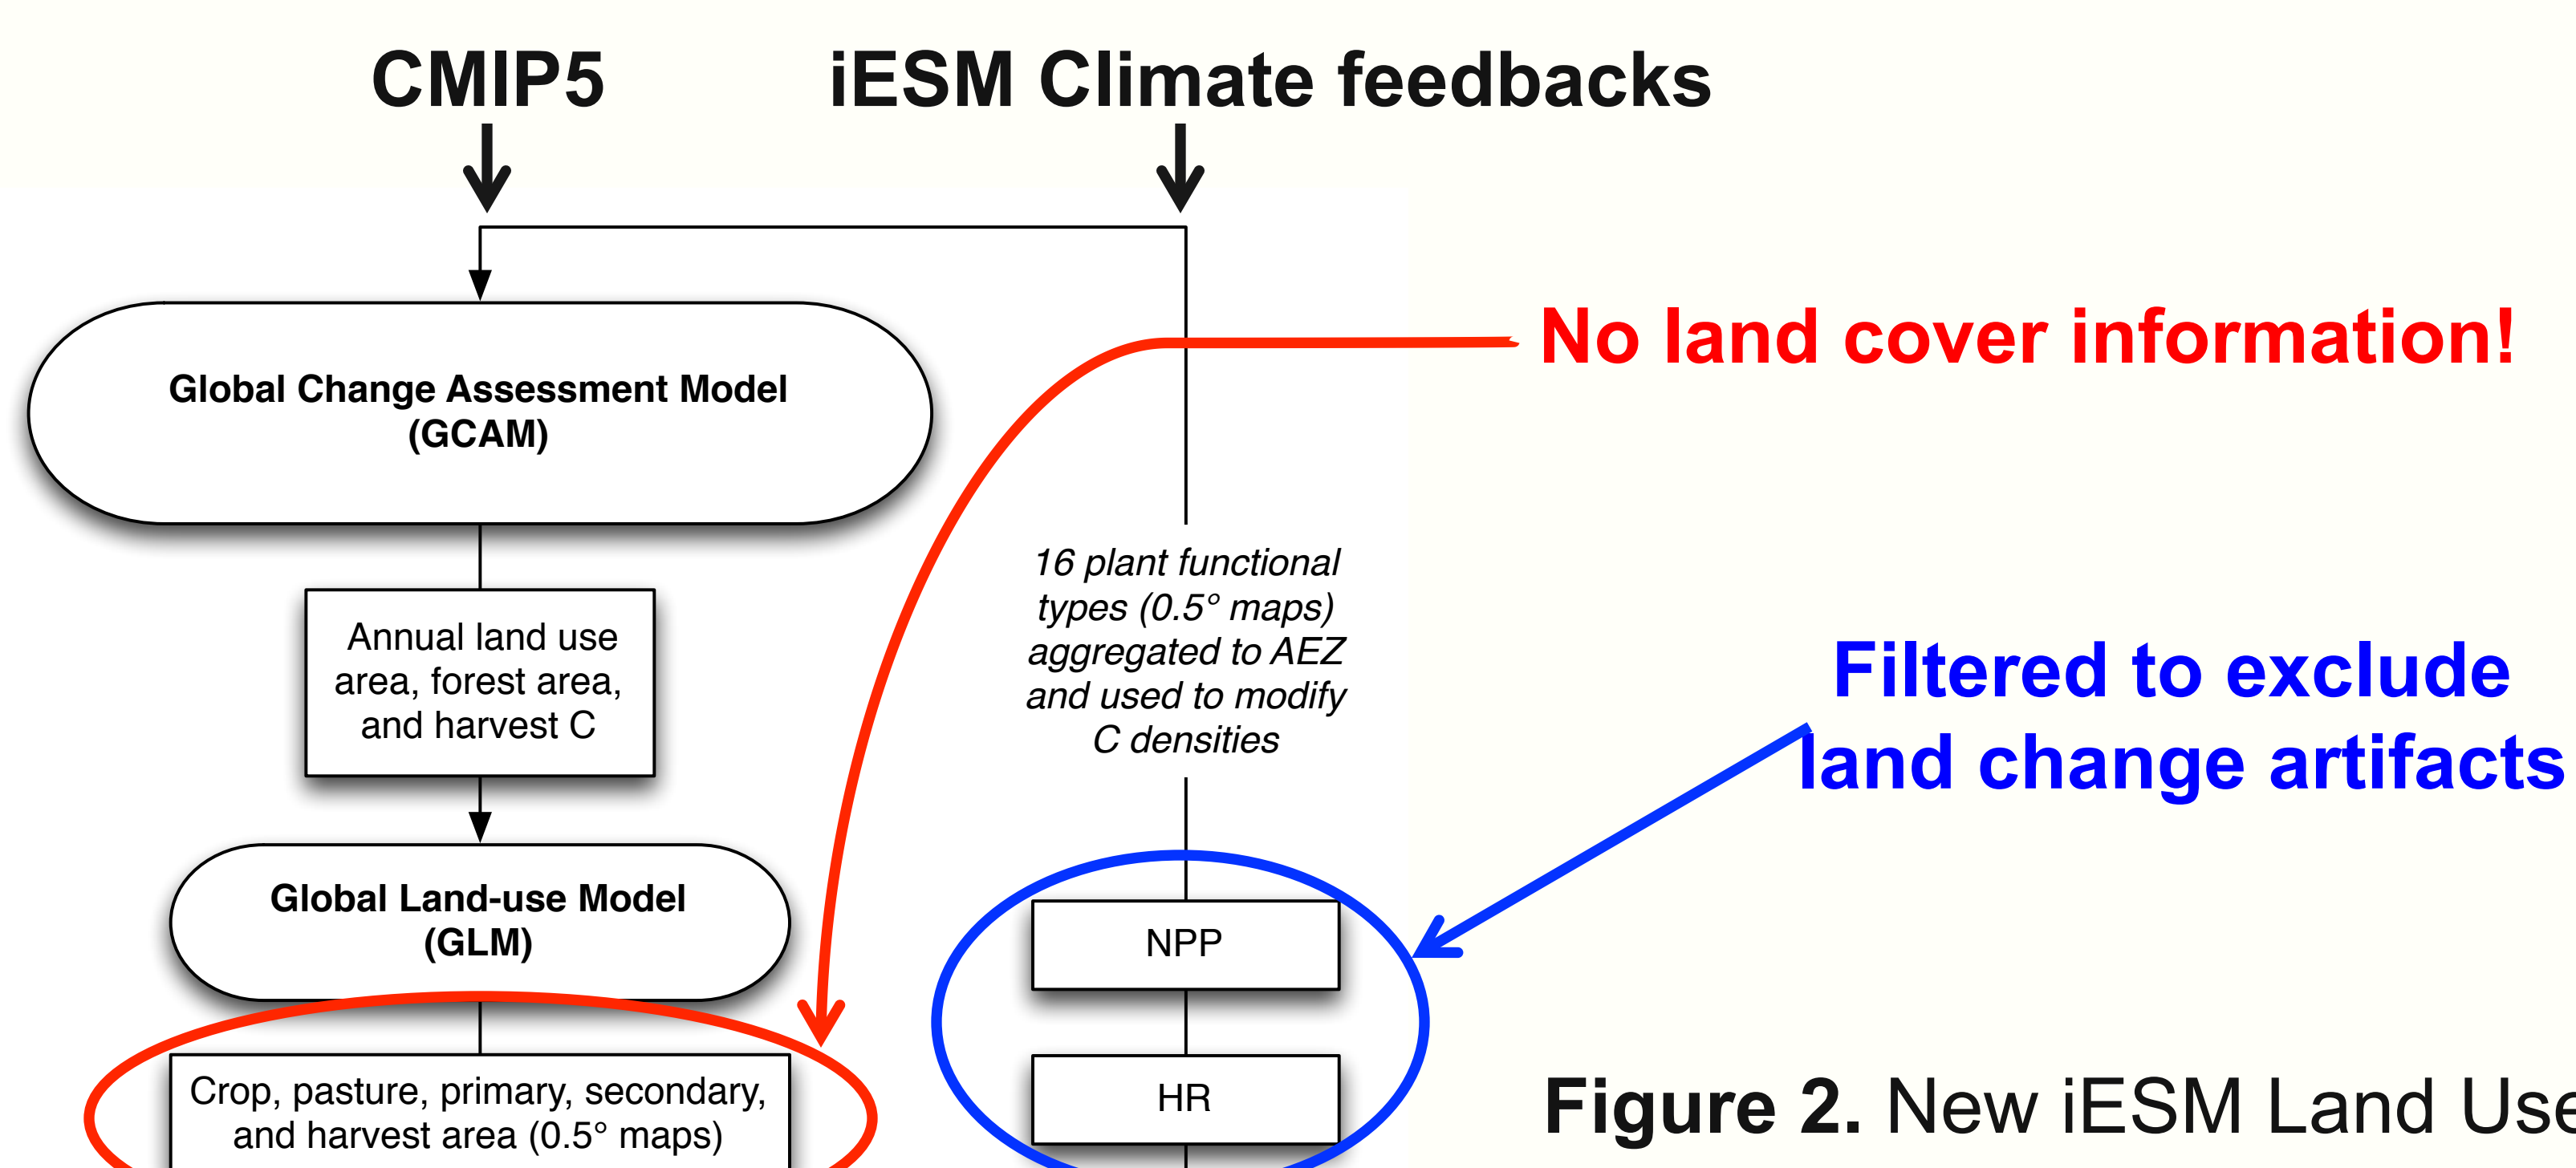 CMIP5
iESM Climate feedbacks
No land cover information!
Global Change Assessment Model
(GCAM)
16 plant functional
types (0.5° maps)
aggregated to AEZ
and used to modify
C densities
Annual land use
area, forest area,
and harvest C
Filtered to exclude
land change artifacts
Global Land-use Model
(GLM)
NPP
HR
Crop, pasture, primary, secondary,
and harvest area (0.5° maps)
Figure 2. New iESM Land Use